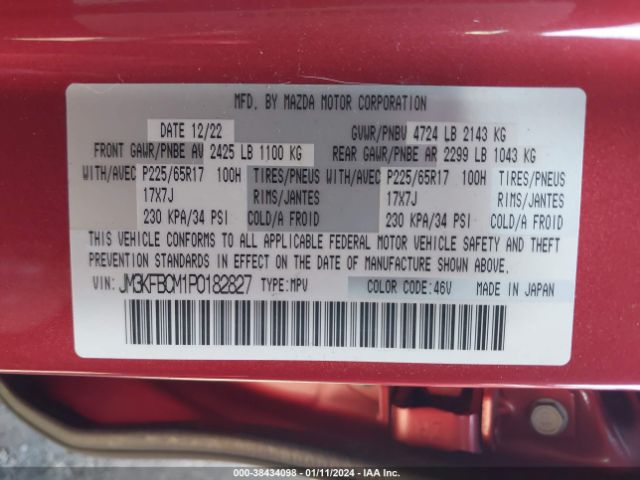 MFD. BY MAZDA MOTOR CORPORATION
DATE 12/22 GVWR/PNBV 4724 LB 2143 KG
FRONT GAWR/PNBE AV 2425 LB 1100 KG REAR GAWR/PNBE AR 2299 LB 1043 KG
WITH/AVEC P225/65R17 100H TIRES/PNEUS WITH/AVEC P225/65R17 100H TIRES/PNEUS
17X7J RIMS/JANTES 17X7J RIMS/JANTES
230 KPA/34 PSI COLD/A FROID 230 KPA/34 PSI COLD/A FROID
THIS VEHICLE CONFORMS TO ALL APPLICABLE FEDERAL MOTOR VEHICLE SAFETY AND THEFT
PREVENTION STANDARDS IN EFFECT ON THE DATE OF MANUFACTURE SHOWN ABOVE.
VIN: JM3KFBCM1P0182827 TYPE:MPV COLOR CODE:46V MADE IN JAPAN
000-38434098 - 01/11/2024 - IAA Inc.